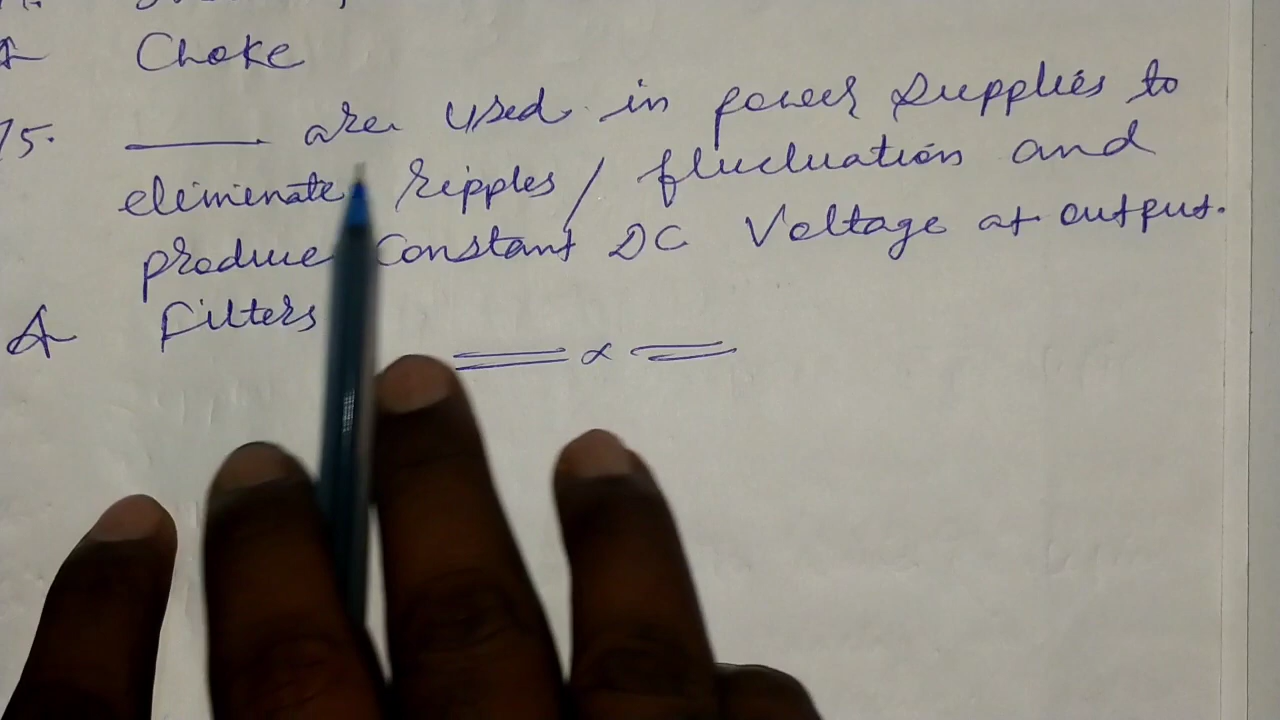 A Choke
75. ______ are used in power supplies to
eliminate ripples / fluctuation and
produce constant DC Voltage at output.
A Filters